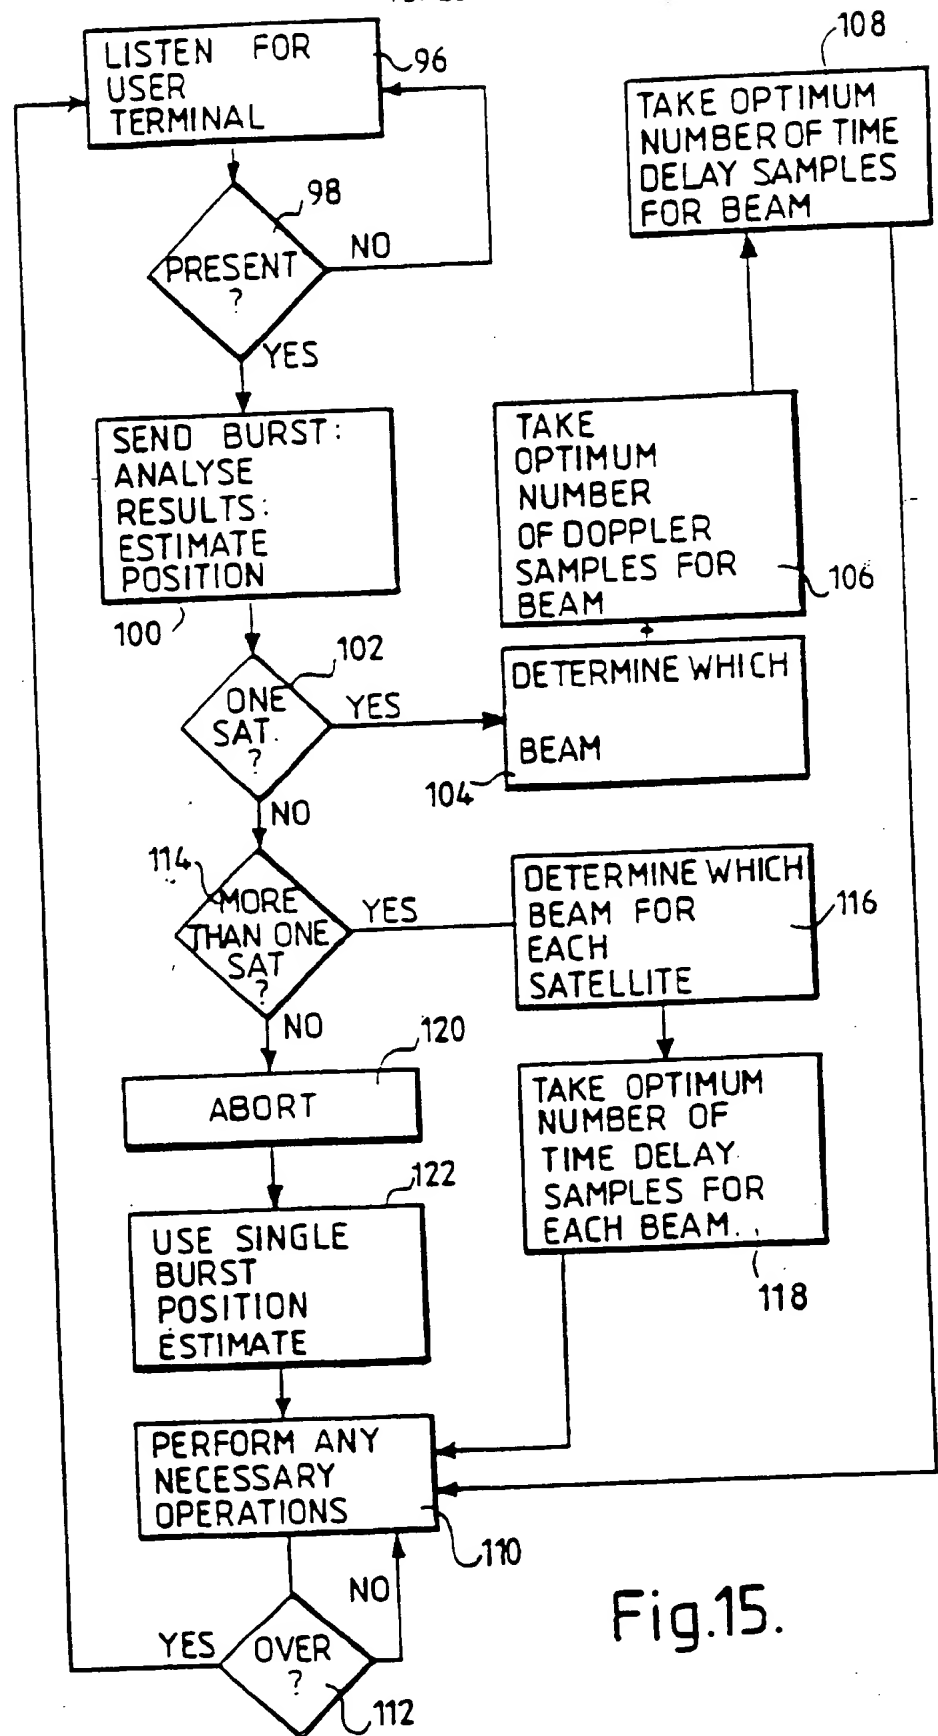 LISTEN FOR
USER
TERMINAL
96
108
TAKE OPTIMUM
NUMBER OF TIME
DELAY SAMPLES
FOR BEAM
98
PRESENT
?
NO
YES
SEND BURST:
ANALYSE
RESULTS:
ESTIMATE
POSITION
100
TAKE
OPTIMUM
NUMBER
OF DOPPLER
SAMPLES FOR
BEAM
106
102
ONE
SAT.
?
YES
NO
DETERMINE WHICH
BEAM
104
114
MORE
THAN ONE
SAT
?
YES
NO
DETERMINE WHICH
BEAM FOR
EACH
SATELLITE
116
120
ABORT
TAKE OPTIMUM
NUMBER OF
TIME DELAY
SAMPLES FOR
EACH BEAM.
118
122
USE SINGLE
BURST
POSITION
ESTIMATE
PERFORM ANY
NECESSARY
OPERATIONS
110
NO
YES
OVER
?
112
Fig.15.